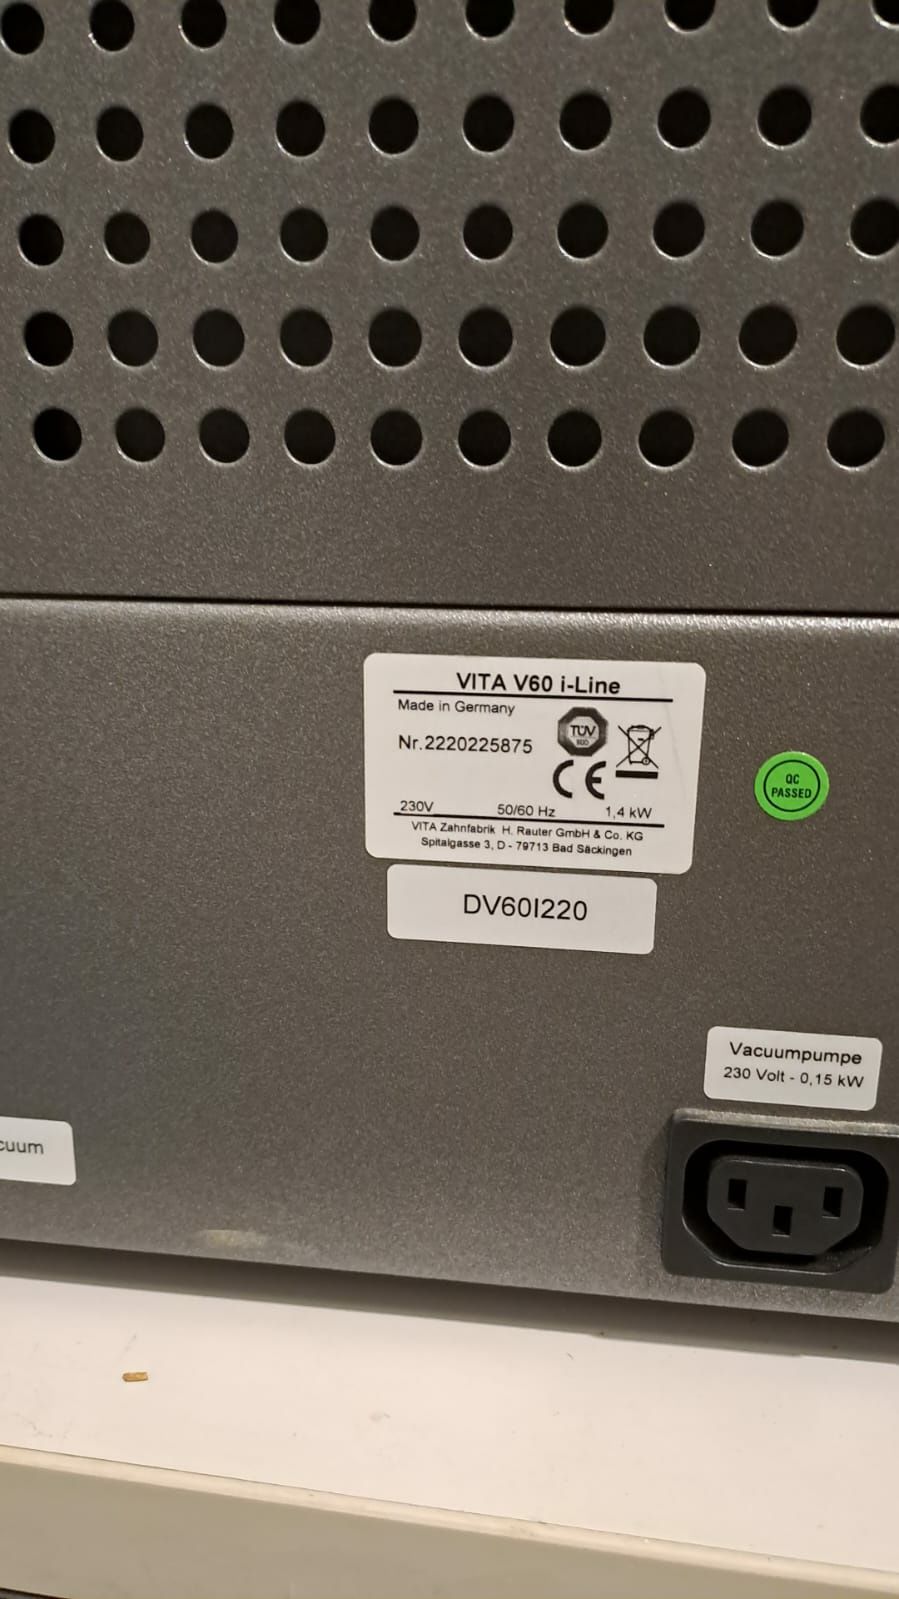 VITA V60 i-Line
Made in Germany
TÜV
Nr.2220225875
CE
230V 50/60 Hz 1,4 kW
VITA Zahnfabrik H. Rauter GmbH & Co. KG
Spitalgasse 3, D - 79713 Bad Säckingen
QC
PASSED
DV60I220
Vacuumpumpe
230 Volt - 0,15 kW
cuum